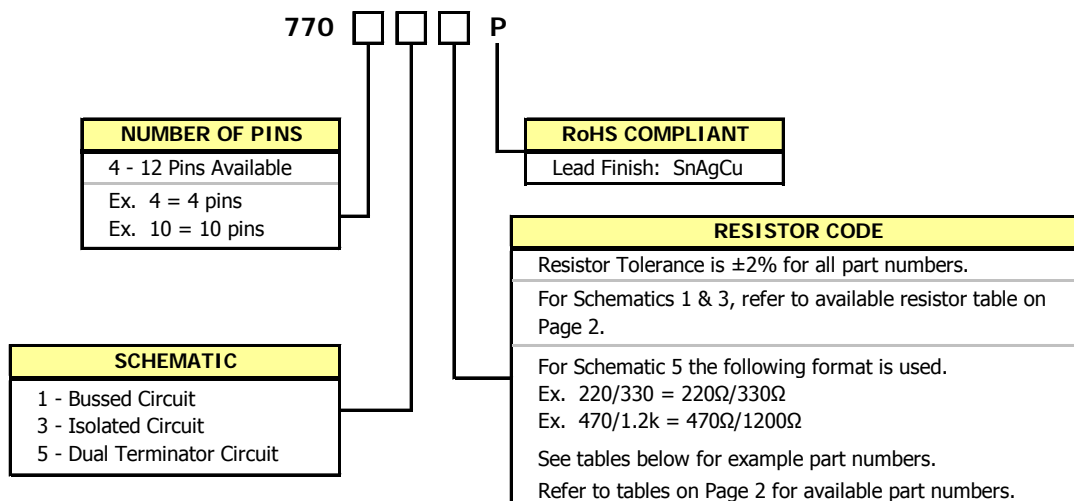 770 P
NUMBER OF PINS
4 - 12 Pins Available
Ex. 4 = 4 pins
Ex. 10 = 10 pins
RoHS COMPLIANT
Lead Finish: SnAgCu
RESISTOR CODE
Resistor Tolerance is ±2% for all part numbers.
For Schematics 1 & 3, refer to available resistor table on
Page 2.
For Schematic 5 the following format is used.
Ex. 220/330 = 220Ω/330Ω
Ex. 470/1.2k = 470Ω/1200Ω
See tables below for example part numbers.
Refer to tables on Page 2 for available part numbers.
SCHEMATIC
1 - Bussed Circuit
3 - Isolated Circuit
5 - Dual Terminator Circuit